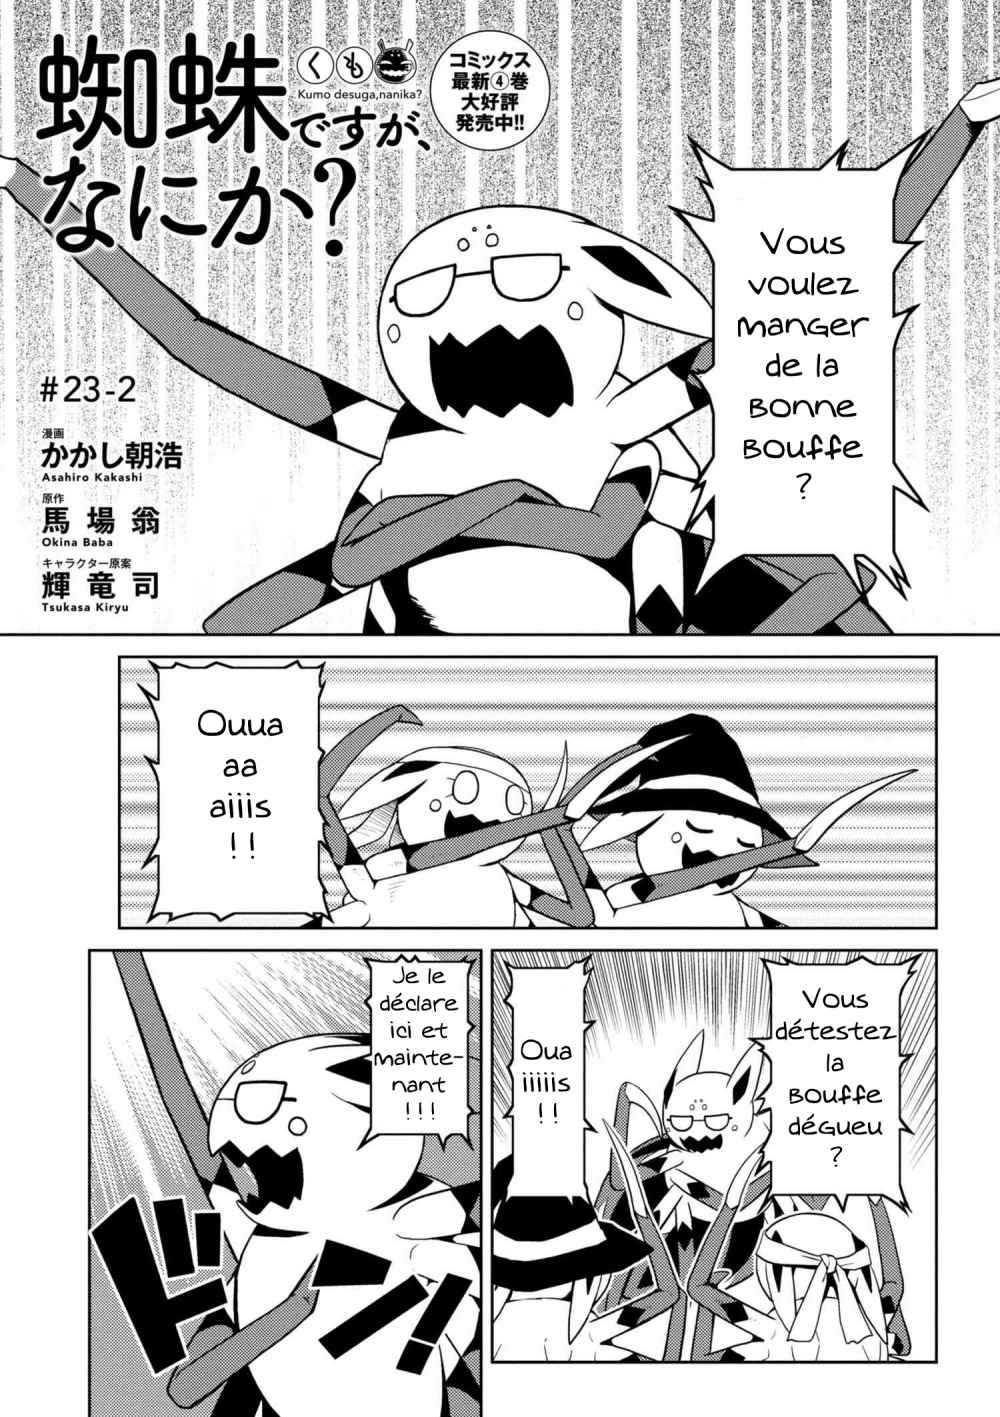 蜘蛛ですが、
なにか?
くも
Kumo desuga,nanika?
コミックス
最新④巻
大好評
発売中!!
#23-2
漫画
かかし朝浩
Asahiro Kakashi
原作
馬場翁
Okina Baba
キャラクター原案
輝竜司
Tsukasa Kiryu
Vous
voulez
manger
de la
bonne
bouffe
?
Ouua
aa
aiiis
!!
Vous
détestez
la
bouffe
dégueu
?
Oua
iiiiis
!!
Je le
déclare
ici et
mainte-
nant
!!!
ドーン!!